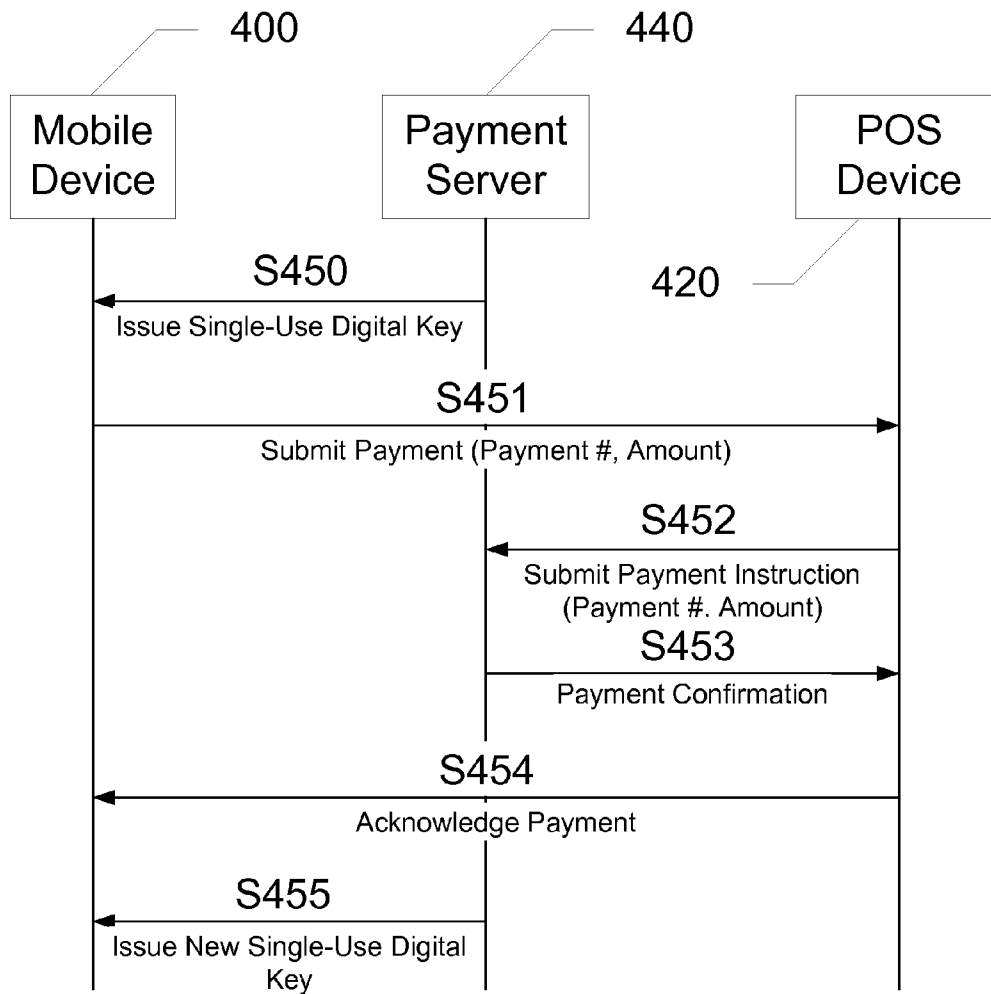 400
440
Mobile
Device
Payment
Server
POS
Device
420
S450
Issue Single-Use Digital Key
S451
Submit Payment (Payment #, Amount)
S452
Submit Payment Instruction
(Payment #. Amount)
S453
Payment Confirmation
S454
Acknowledge Payment
S455
Issue New Single-Use Digital
Key